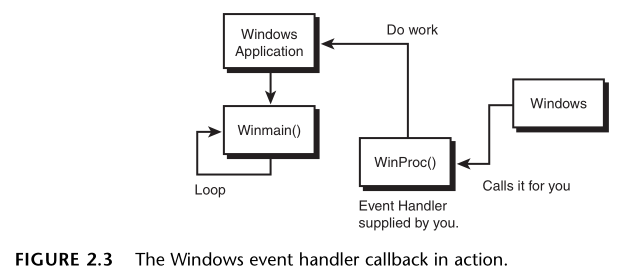 Windows
Application
Do work
Winmain()
Windows
WinProc()
Loop
Calls it for you
Event Handler
supplied by you.
FIGURE 2.3 The Windows event handler callback in action.